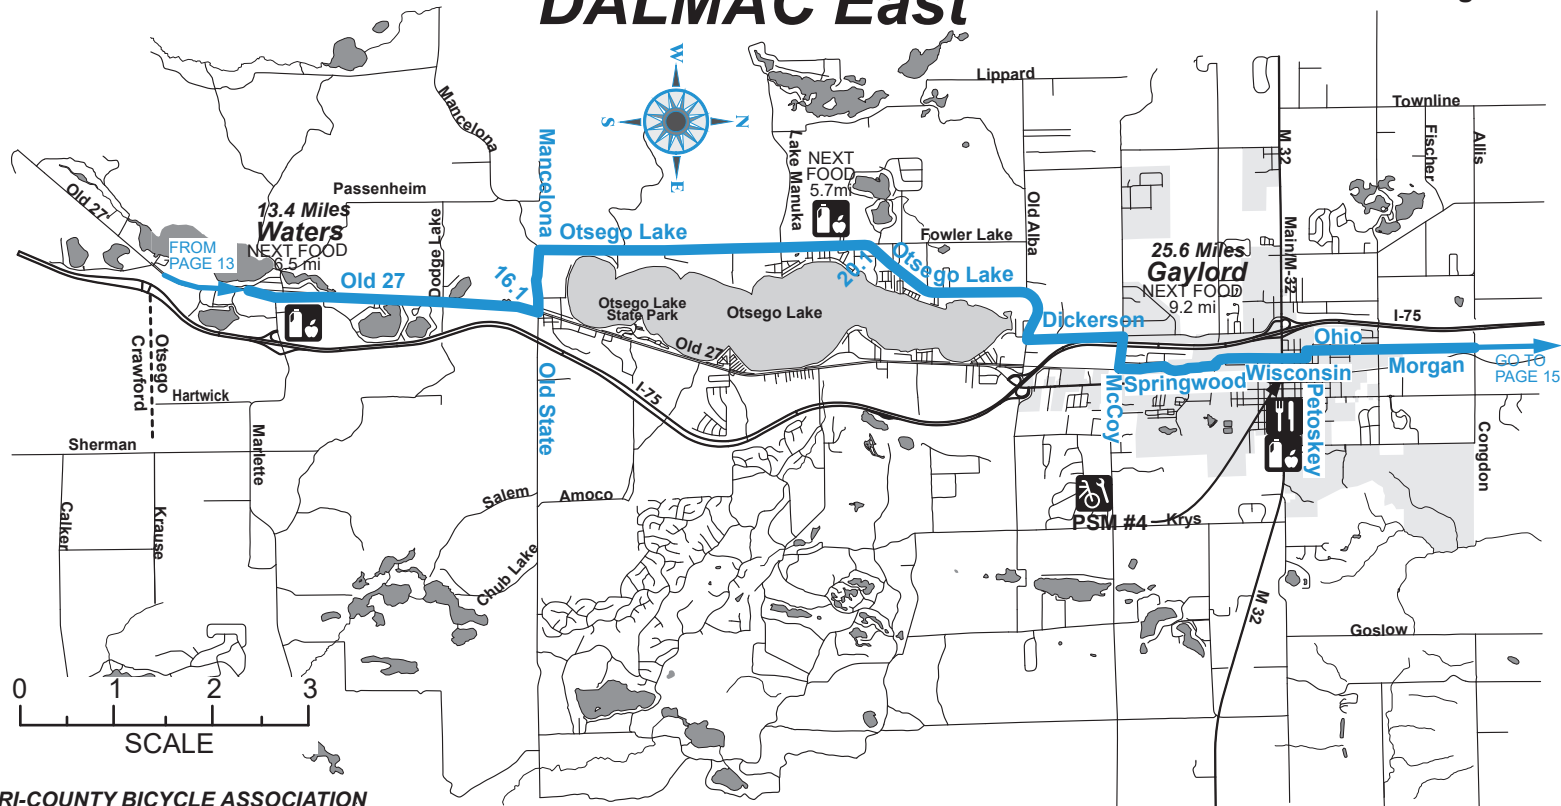 DALMAC East
Lippard
Townline
Mancelona
Mancelona
W
S
N
E
M 32
Fischer
Allis
Lake Manuka
NEXT
FOOD
5.7mi
Passenheim
Old 27
13.4 Miles
Waters
NEXT FOOD
6.5 mi
FROM
PAGE 13
Dodge Lake
Old 27
16.1
Otsego Lake
20.1
Otsego Lake
Fowler Lake
Old Alba
25.6 Miles
Gaylord
NEXT FOOD
9.2 mi
Main/M-32
I-75
Otsego Lake
State Park
Otsego Lake
Old 27
Dickerson
Ohio
Morgan
GO TO
PAGE 15
Otsego
Crawford
Hartwick
Old State
I-75
McCoy
Springwood
Wisconsin
Petoskey
Sherman
Marlette
Congdon
Calker
Krause
Salem
Amoco
PSM #4
Krys
Chub Lake
M 32
Goslow
0 1 2 3
SCALE
RI-COUNTY BICYCLE ASSOCIATION